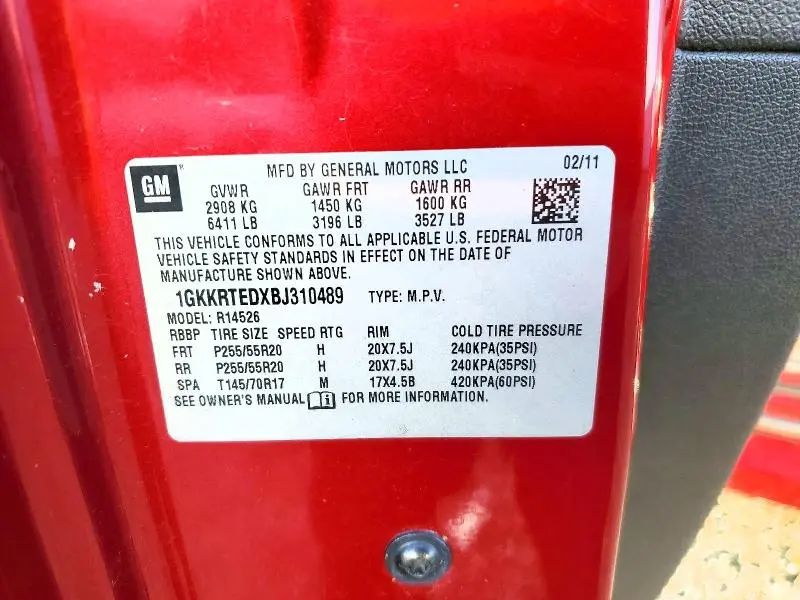 GM ® MFD BY GENERAL MOTORS LLC 02/11
GVWR GAWR FRT GAWR RR
2908 KG 1450 KG 1600 KG
6411 LB 3196 LB 3527 LB
THIS VEHICLE CONFORMS TO ALL APPLICABLE U.S. FEDERAL MOTOR
VEHICLE SAFETY STANDARDS IN EFFECT ON THE DATE OF
MANUFACTURE SHOWN ABOVE.
1GKKRTEDXBJ310489 TYPE: M.P.V.
MODEL: R14526
RBBP TIRE SIZE SPEED RTG RIM COLD TIRE PRESSURE
FRT P255/55R20 H 20X7.5J 240KPA(35PSI)
RR P255/55R20 H 20X7.5J 240KPA(35PSI)
SPA T145/70R17 M 17X4.5B 420KPA(60PSI)
SEE OWNER'S MANUAL i FOR MORE INFORMATION.